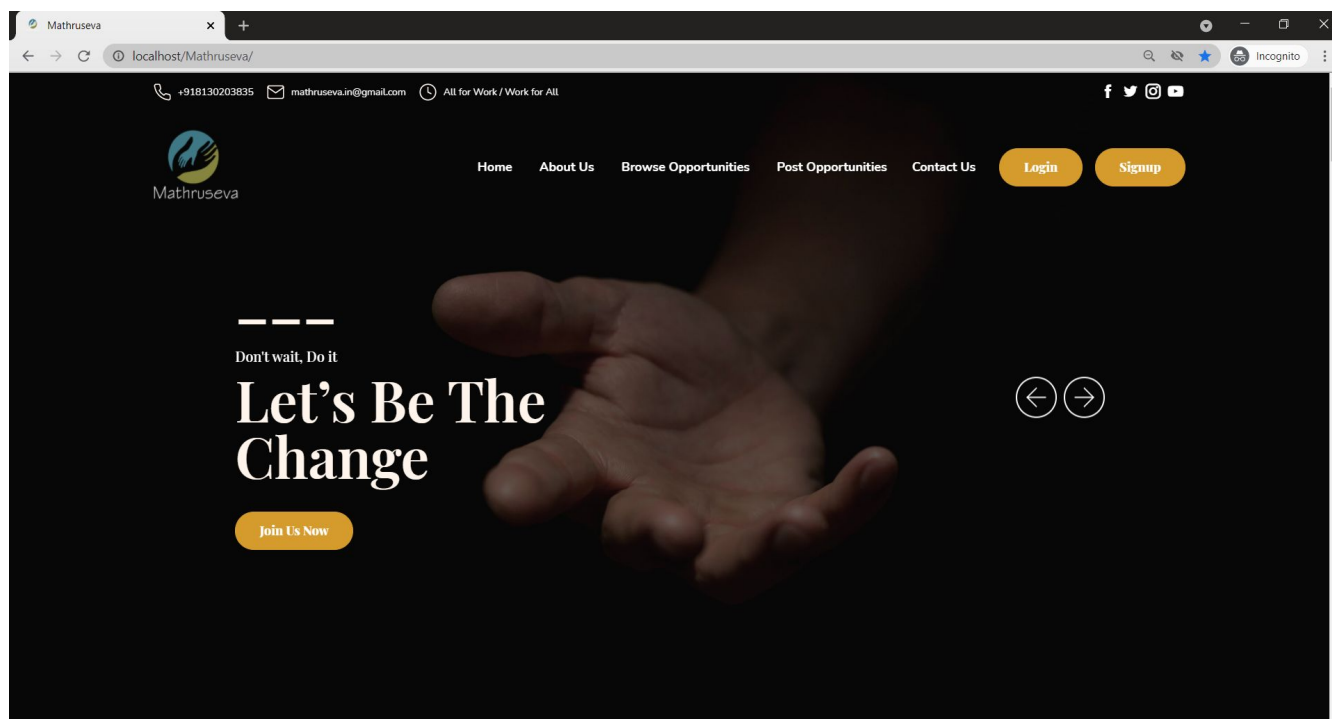 Mathruseva
localhost/Mathruseva/
Incognito
+918130203835 mathruseva.in@gmail.com All for Work / Work for All
Mathruseva
Home About Us Browse Opportunities Post Opportunities Contact Us Login Signup
Don't wait, Do it
Let’s Be The
Change
Join Us Now